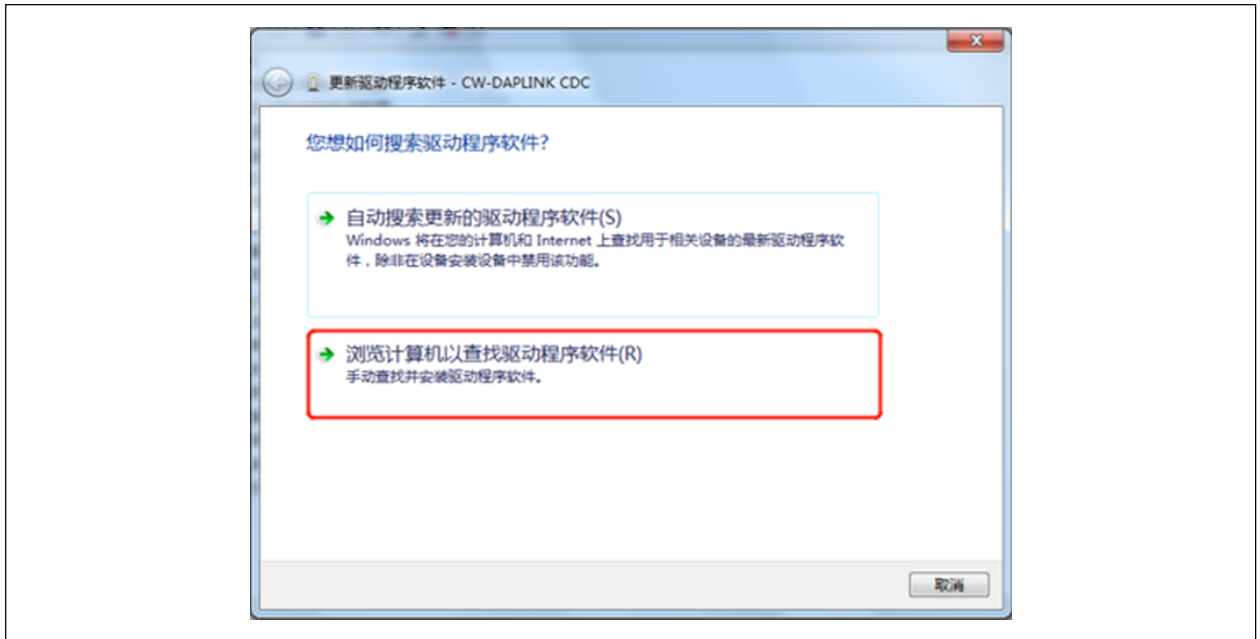 更新驱动程序软件 - CW-DAPLINK CDC
您想如何搜索驱动程序软件?
自动搜索更新的驱动程序软件(S)
Windows 将在您的计算机和 Internet 上查找用于相关设备的最新驱动程序软
件，除非在设备安装设备中禁用该功能。
浏览计算机以查找驱动程序软件(R)
手动查找并安装驱动程序软件。
取消